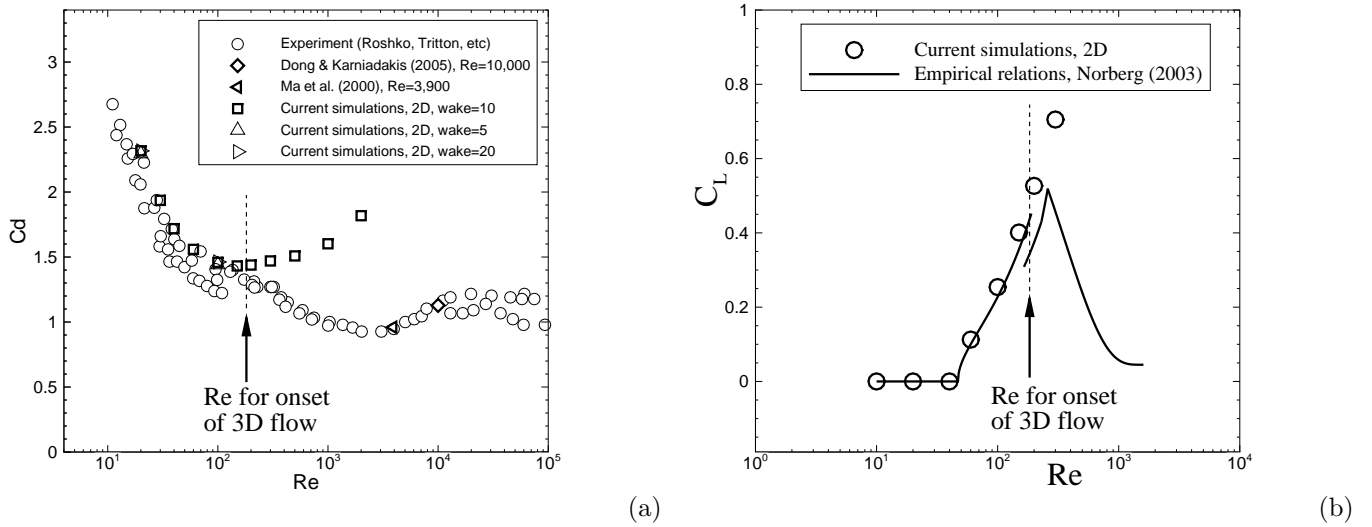 Cd
3
2.5
2
1.5
1
0.5
0
Experiment (Roshko, Tritton, etc)
Dong & Karniadakis (2005), Re=10,000
Ma et al. (2000), Re=3,900
Current simulations, 2D, wake=10
Current simulations, 2D, wake=5
Current simulations, 2D, wake=20
Re for onset
of 3D flow
10¹ 10² 10³ 10⁴ 10⁵
Re
(a)
C_L
1
0.8
0.6
0.4
0.2
0
Current simulations, 2D
Empirical relations, Norberg (2003)
Re for onset
of 3D flow
10⁰ 10¹ 10² 10³ 10⁴
Re
(b)